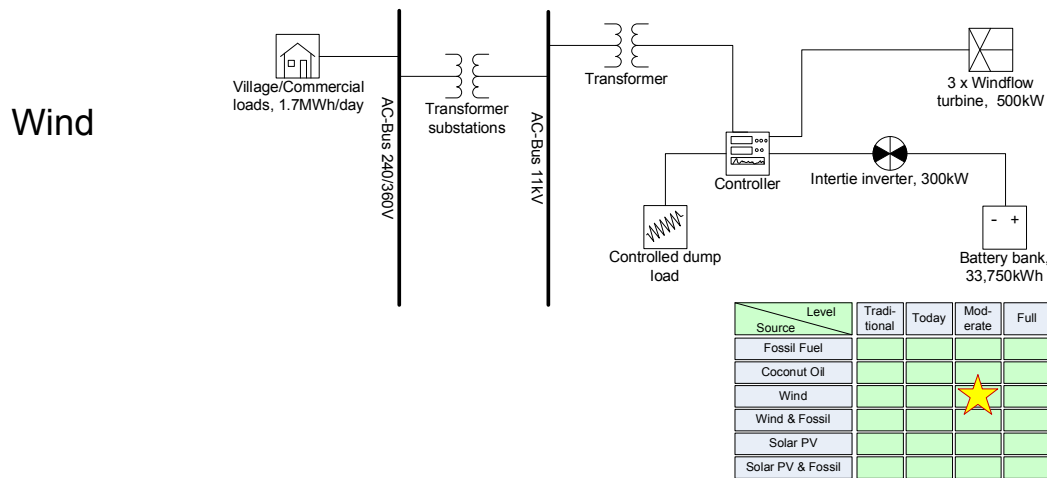 Wind
Village/Commercial
loads, 1.7MWh/day
AC-Bus 240/360V
Transformer
substations
AC-Bus 11kV
Transformer
3 x Windflow
turbine, 500kW
Controller
Intertie inverter, 300kW
Controlled dump
load
- +
Battery bank,
33,750kWh
Level
Source
Tradi-
tional
Today
Mod-
erate
Full
Fossil Fuel
Coconut Oil
Wind
Wind & Fossil
Solar PV
Solar PV & Fossil